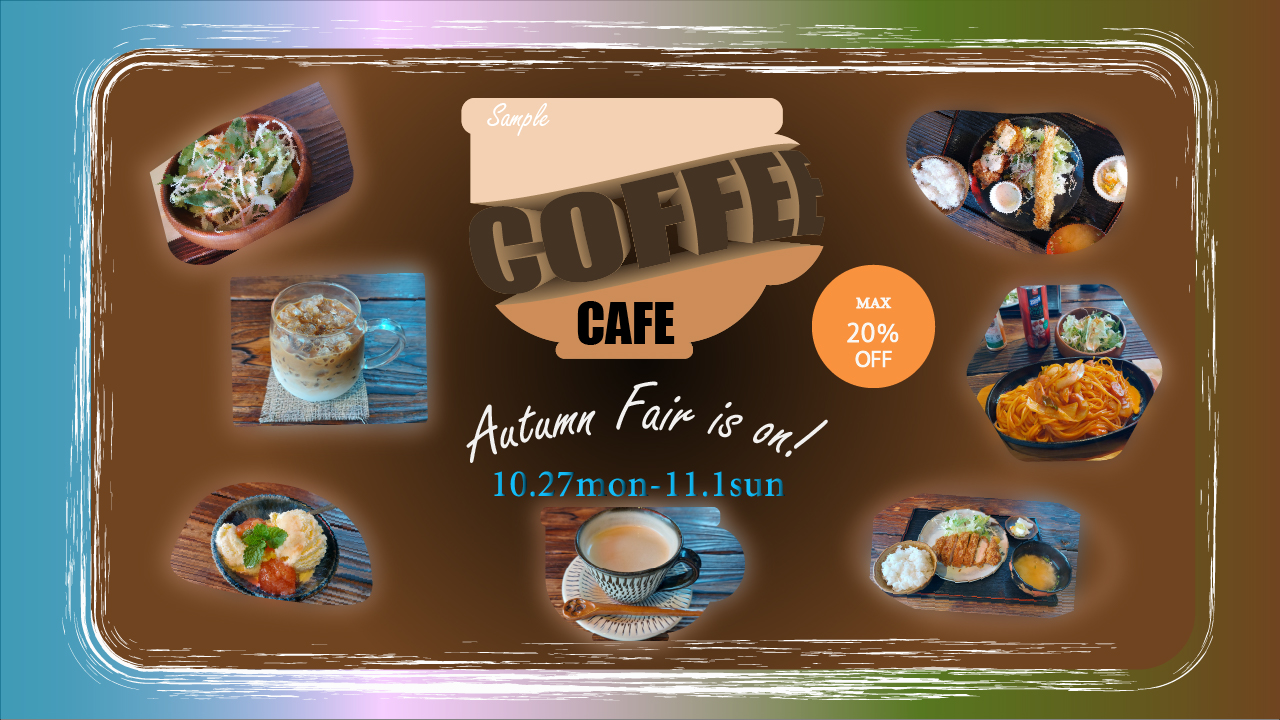 Sample
COFFEE
CAFE
MAX
20%
OFF
Autumn Fair is on!
10.27mon-11.1sun